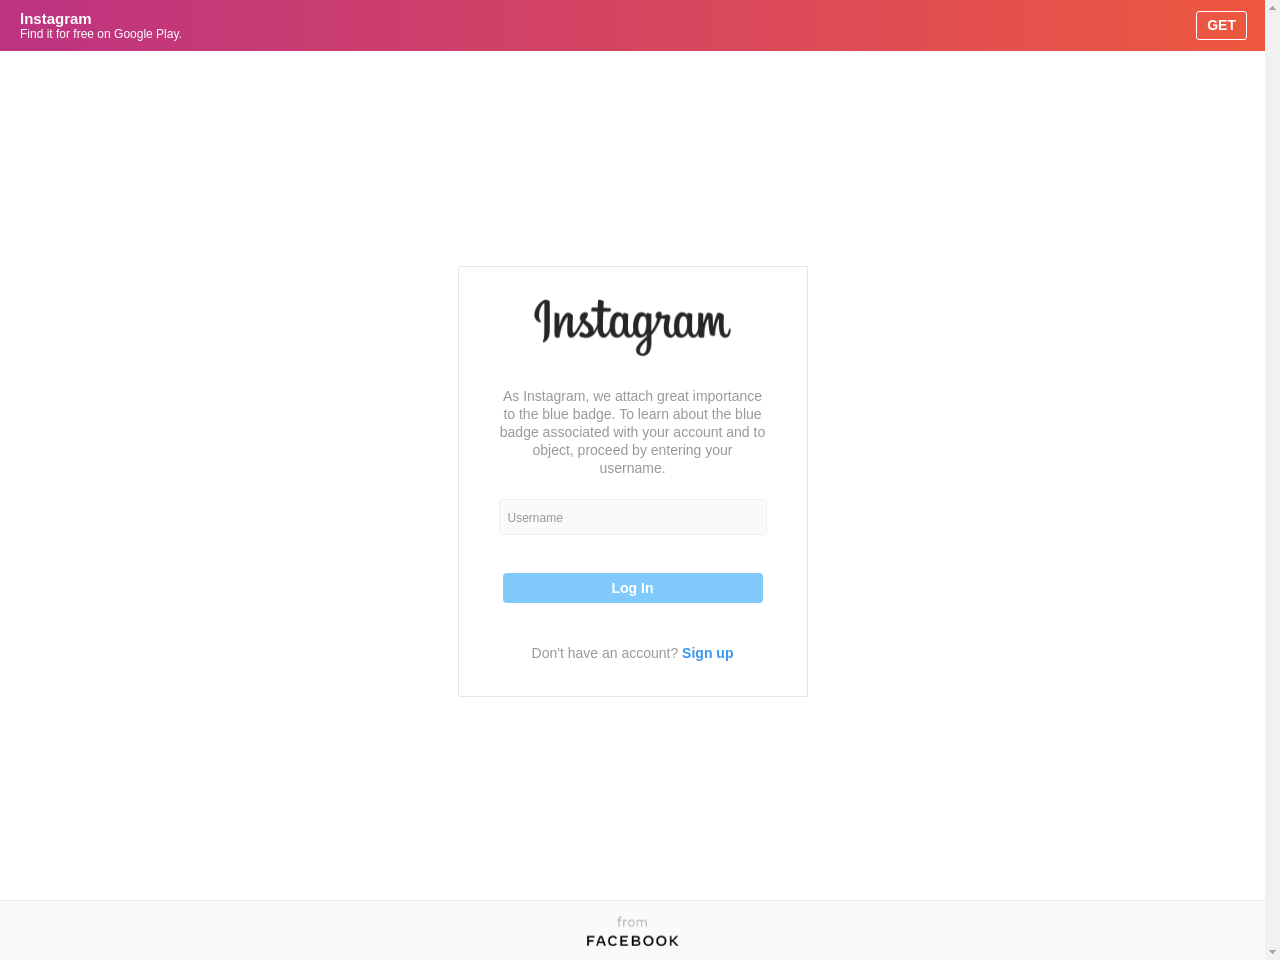 Instagram
Find it for free on Google Play.
GET
Instagram
As Instagram, we attach great importance
to the blue badge. To learn about the blue
badge associated with your account and to
object, proceed by entering your
username.
Username
Log In
Don't have an account? Sign up
from
FACEBOOK